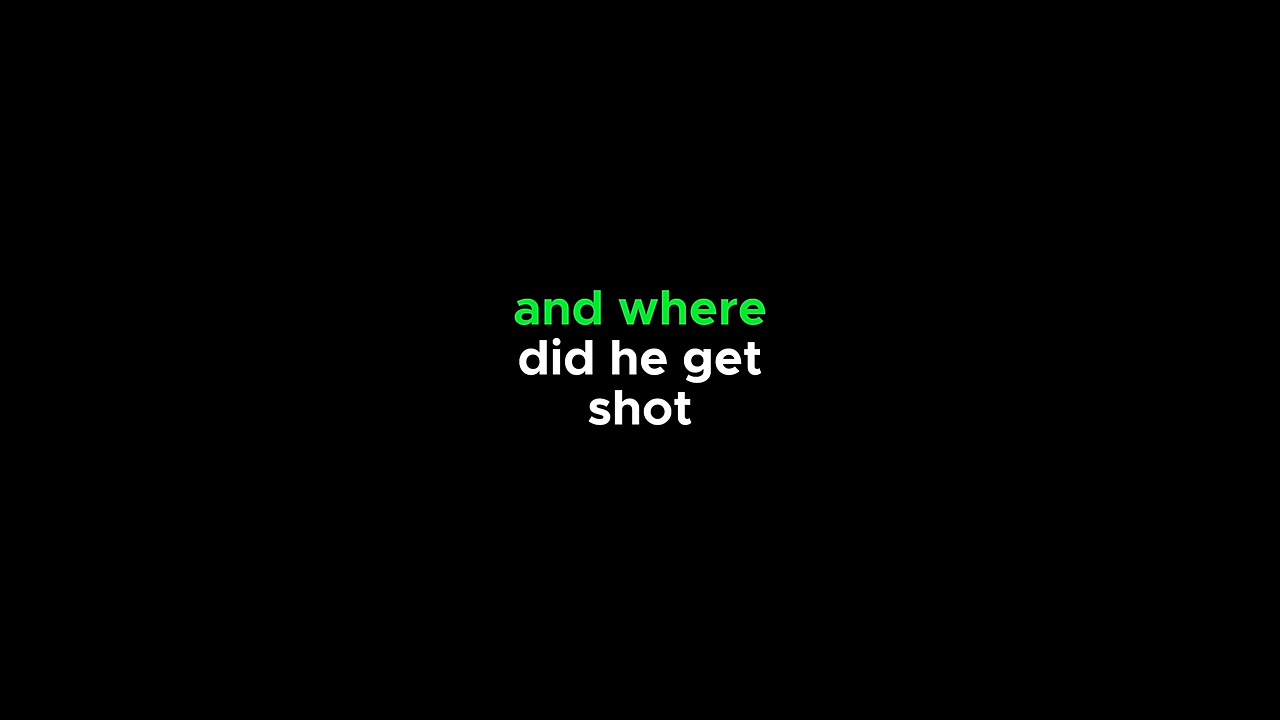 and where
did he get
shot